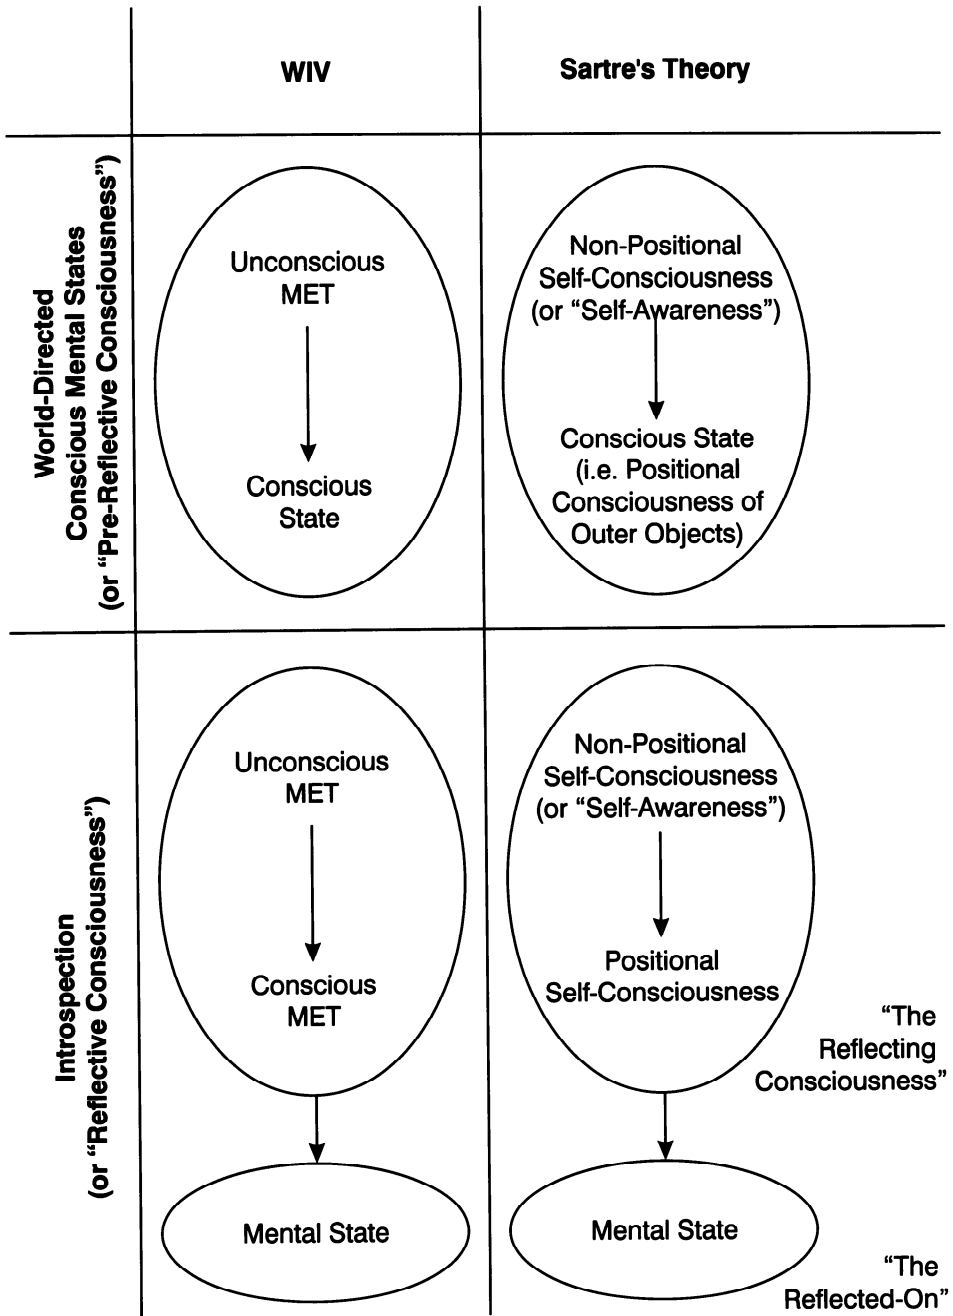 WIV
Sartre's Theory
World-Directed
Conscious Mental States
(or “Pre-Reflective Consciousness”)
Unconscious
MET
Conscious
State
Non-Positional
Self-Consciousness
(or “Self-Awareness”)
Conscious State
(i.e. Positional
Consciousness of
Outer Objects)
Introspection
(or “Reflective Consciousness”)
Unconscious
MET
Conscious
MET
Mental State
Non-Positional
Self-Consciousness
(or “Self-Awareness”)
Positional
Self-Consciousness
“The
Reflecting
Consciousness”
Mental State
“The
Reflected-On”